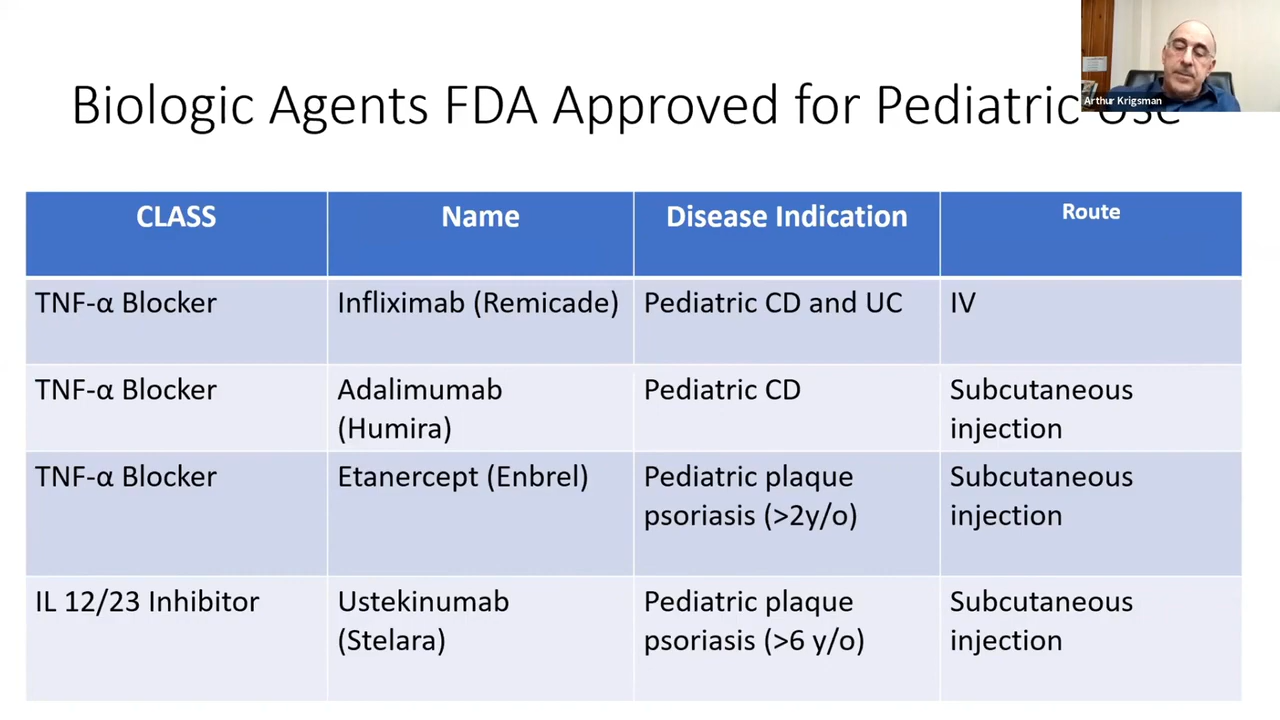 Biologic Agents FDA Approved for Pediatric Use
Arthur Krigsman
CLASS
Name
Disease Indication
Route
TNF-α Blocker
Infliximab (Remicade)
Pediatric CD and UC
IV
TNF-α Blocker
Adalimumab
(Humira)
Pediatric CD
Subcutaneous
injection
TNF-α Blocker
Etanercept (Enbrel)
Pediatric plaque
psoriasis (>2y/o)
Subcutaneous
injection
IL 12/23 Inhibitor
Ustekinumab
(Stelara)
Pediatric plaque
psoriasis (>6 y/o)
Subcutaneous
injection